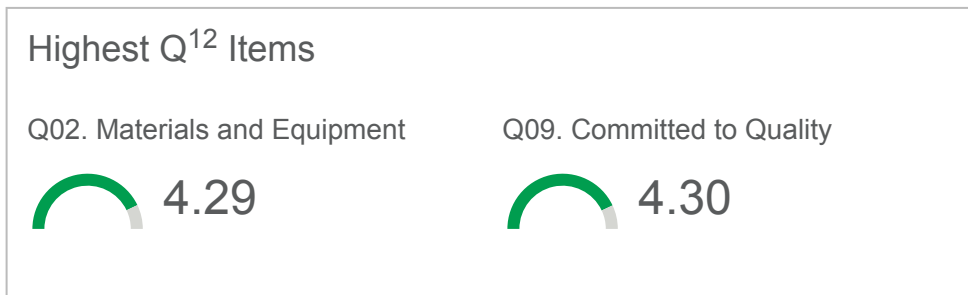 Highest Q¹² Items
Q02. Materials and Equipment
4.29
Q09. Committed to Quality
4.30